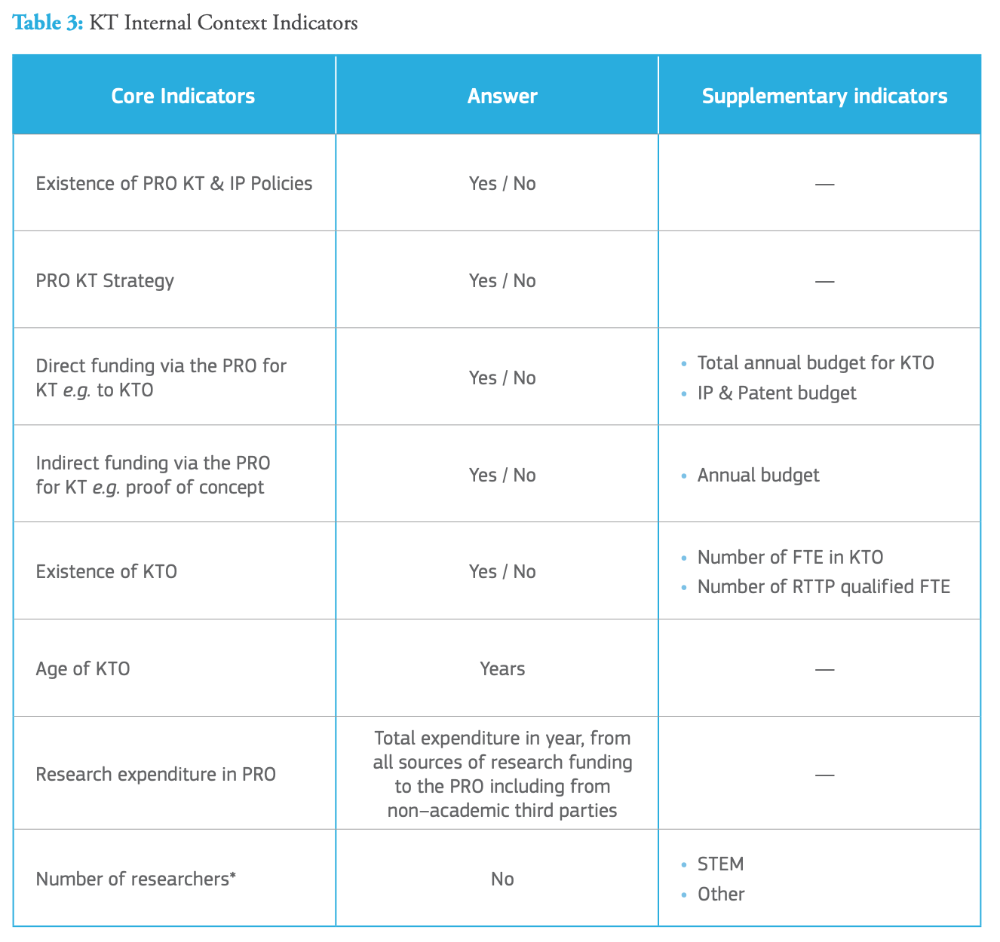 Table 3: KT Internal Context Indicators
Core Indicators
Answer
Supplementary indicators
Existence of PRO KT & IP Policies
Yes / No
—
PRO KT Strategy
Yes / No
—
Direct funding via the PRO for
KT e.g. to KTO
Yes / No
• Total annual budget for KTO
• IP & Patent budget
Indirect funding via the PRO
for KT e.g. proof of concept
Yes / No
• Annual budget
Existence of KTO
Yes / No
• Number of FTE in KTO
• Number of RTTP qualified FTE
Age of KTO
Years
—
Research expenditure in PRO
Total expenditure in year, from
all sources of research funding
to the PRO including from
non–academic third parties
—
Number of researchers*
No
• STEM
• Other